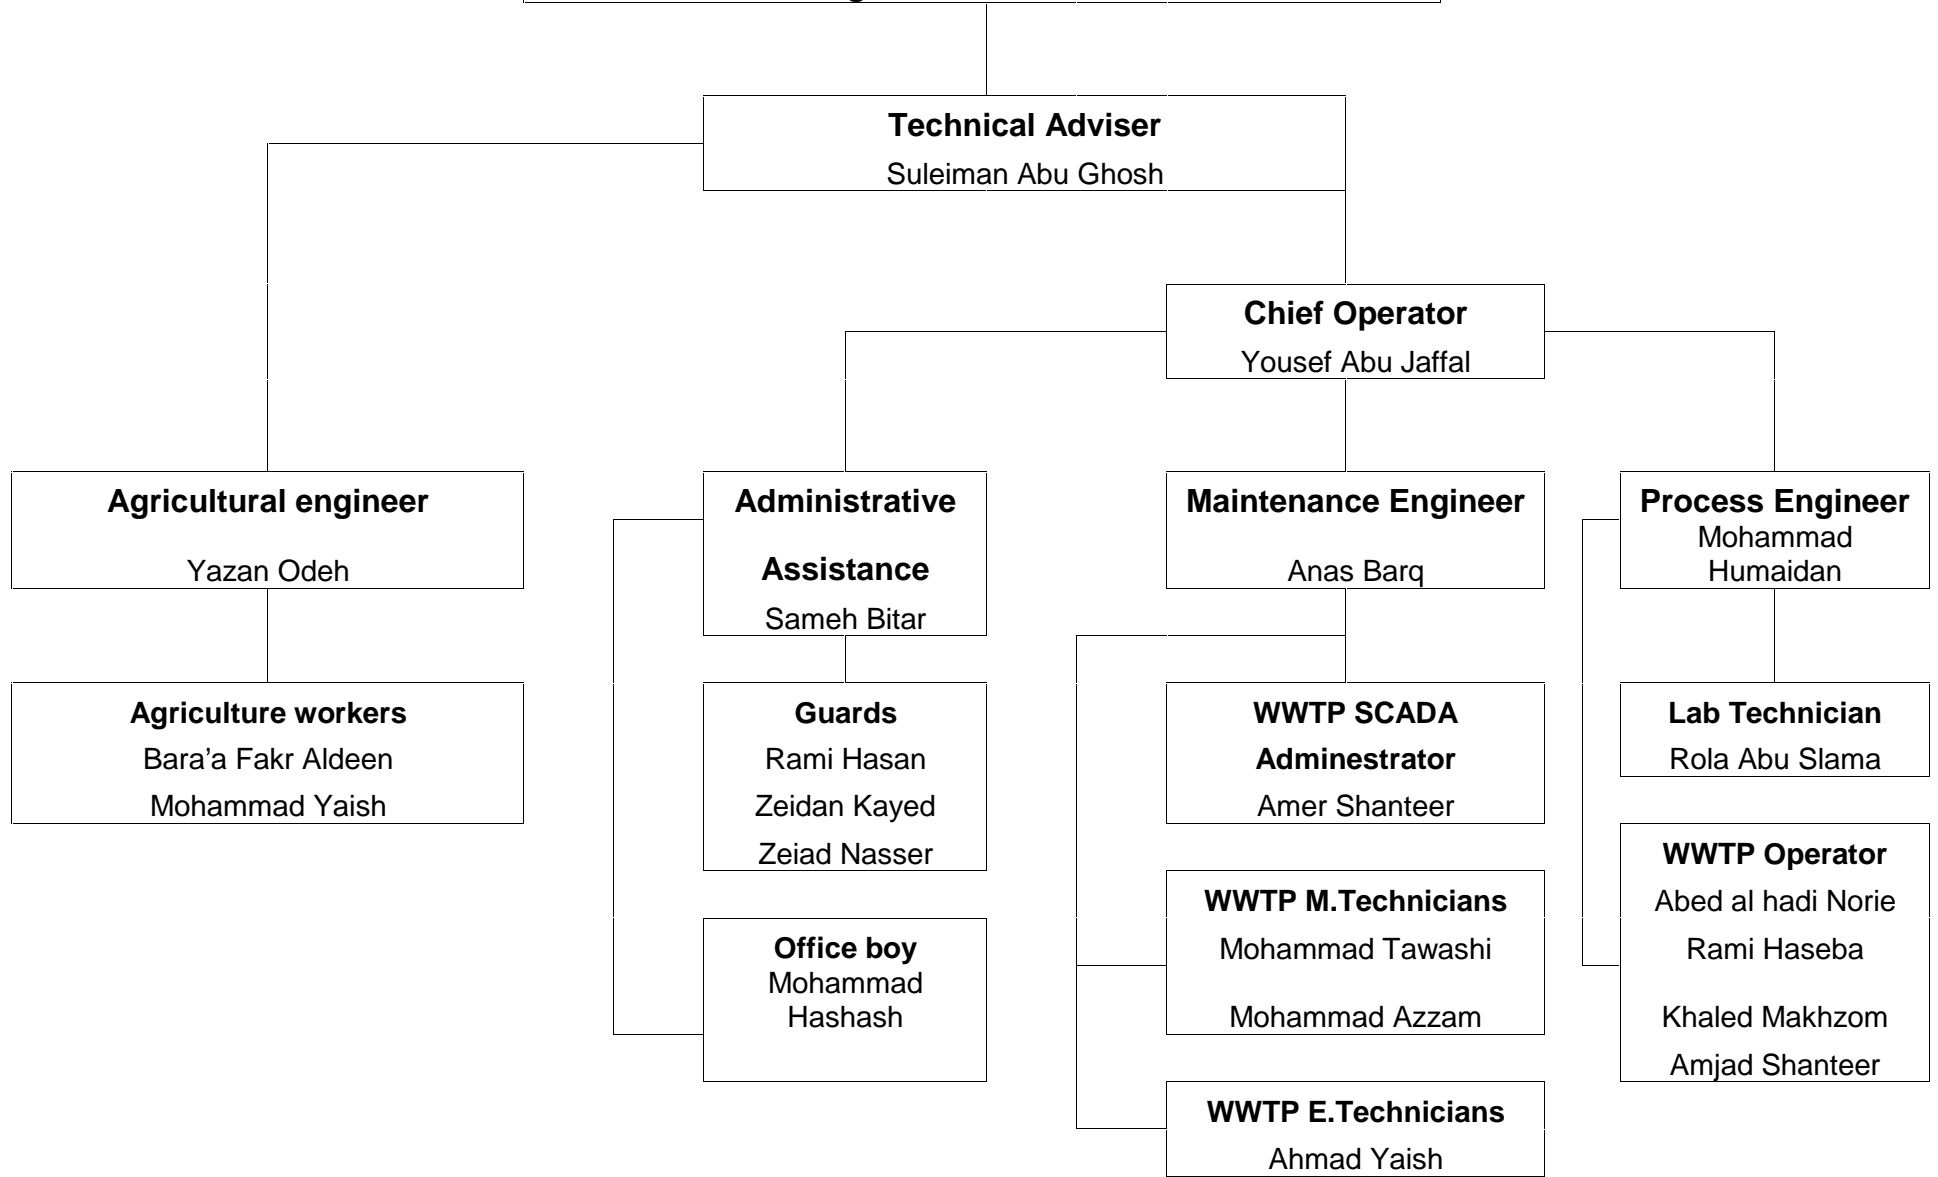 Technical Adviser
Suleiman Abu Ghosh
Chief Operator
Yousef Abu Jaffal
Agricultural engineer
Yazan Odeh
Administrative
Assistance
Sameh Bitar
Maintenance Engineer
Anas Barq
Process Engineer
Mohammad
Humaidan
Agriculture workers
Bara’a Fakr Aldeen
Mohammad Yaish
Guards
Rami Hasan
Zeidan Kayed
Zeiad Nasser
Office boy
Mohammad
Hashash
WWTP SCADA
Adminestrator
Amer Shanteer
WWTP M.Technicians
Mohammad Tawashi
Mohammad Azzam
WWTP E.Technicians
Ahmad Yaish
Lab Technician
Rola Abu Slama
WWTP Operator
Abed al hadi Norie
Rami Haseba
Khaled Makhzom
Amjad Shanteer